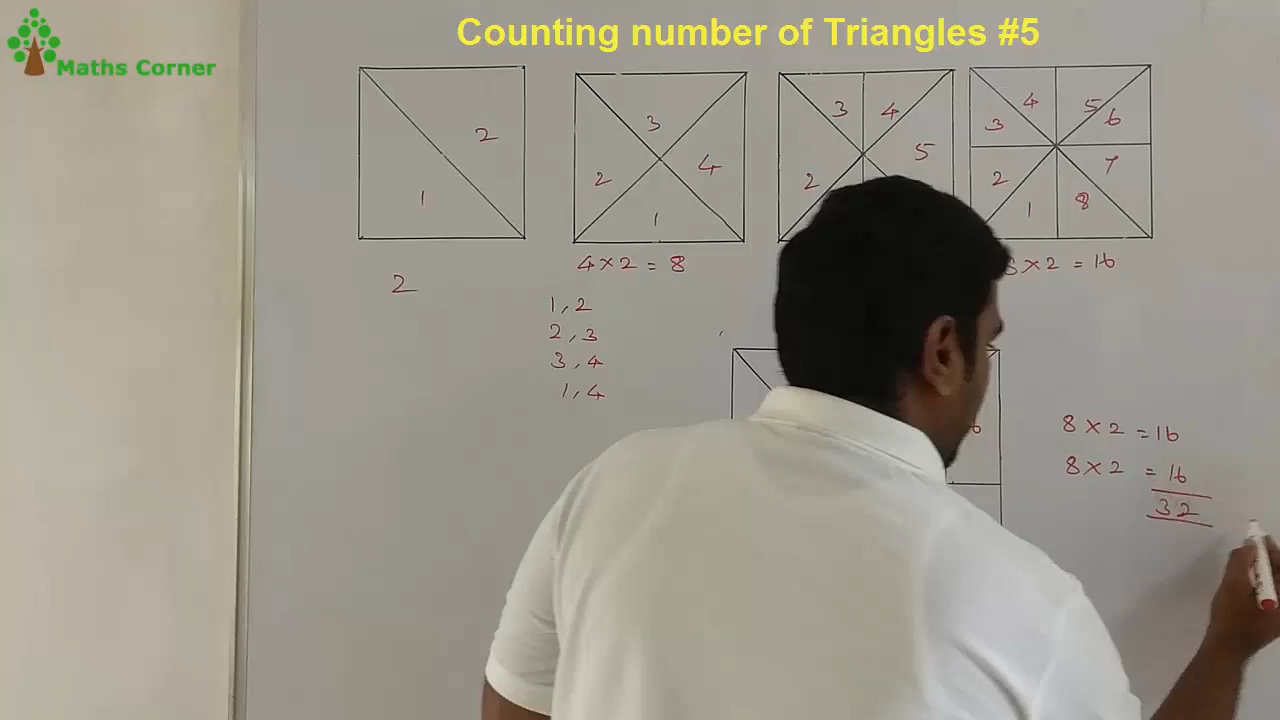 Counting number of Triangles #5
Maths Corner
2
1
3
2
4
1
3 4
2
5
4 5 6
3
2 7
1 8
2
4 × 2 = 8
× 2 = 16
1, 2
2, 3
3, 4
1, 4
8 × 2 = 16
8 × 2 = 16
32